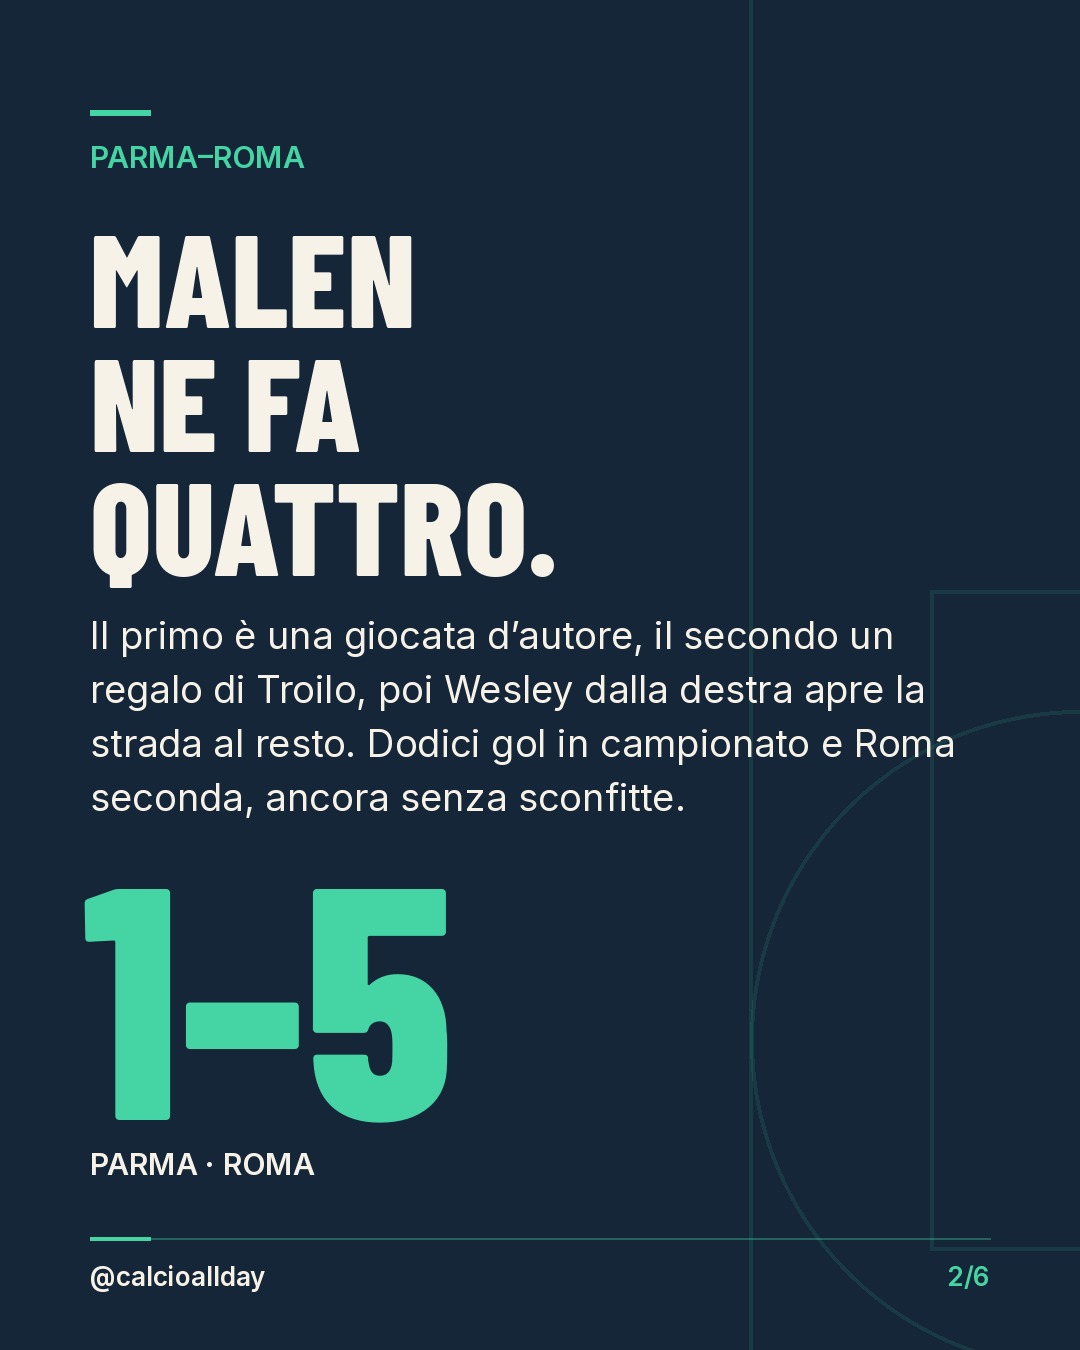 PARMA–ROMA
MALEN
NE FA
QUATTRO.
Il primo è una giocata d’autore, il secondo un
regalo di Troilo, poi Wesley dalla destra apre la
strada al resto. Dodici gol in campionato e Roma
seconda, ancora senza sconfitte.
1–5
PARMA · ROMA
@calcioallday
2/6